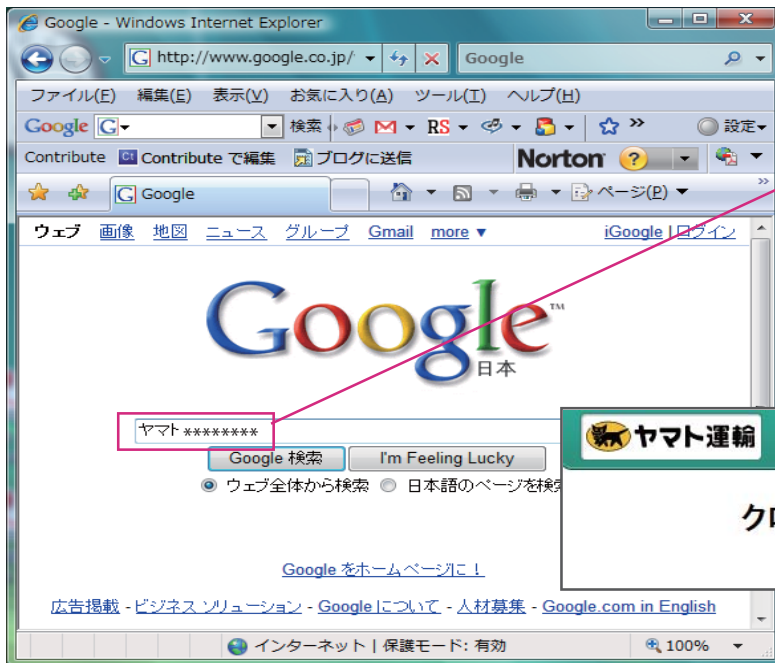 Google - Windows Internet Explorer
http://www.google.co.jp/ Google
ファイル(F) 編集(E) 表示(V) お気に入り(A) ツール(T) ヘルプ(H)
Google G 検索 RS » 設定
Contribute Contribute で編集 ブログに送信 Norton ?
Google ページ(P) »
ウェブ 画像 地図 ニュース グループ Gmail more ▼ iGoogle | ログイン
Google™
日本
ヤマト ********
Google 検索 I'm Feeling Lucky
ウェブ全体から検索 日本語のページを検索
ヤマト運輸
Google をホームページに!
広告掲載 - ビジネス ソリューション - Google について - 人材募集 - Google.com in English
インターネット | 保護モード: 有効 100%